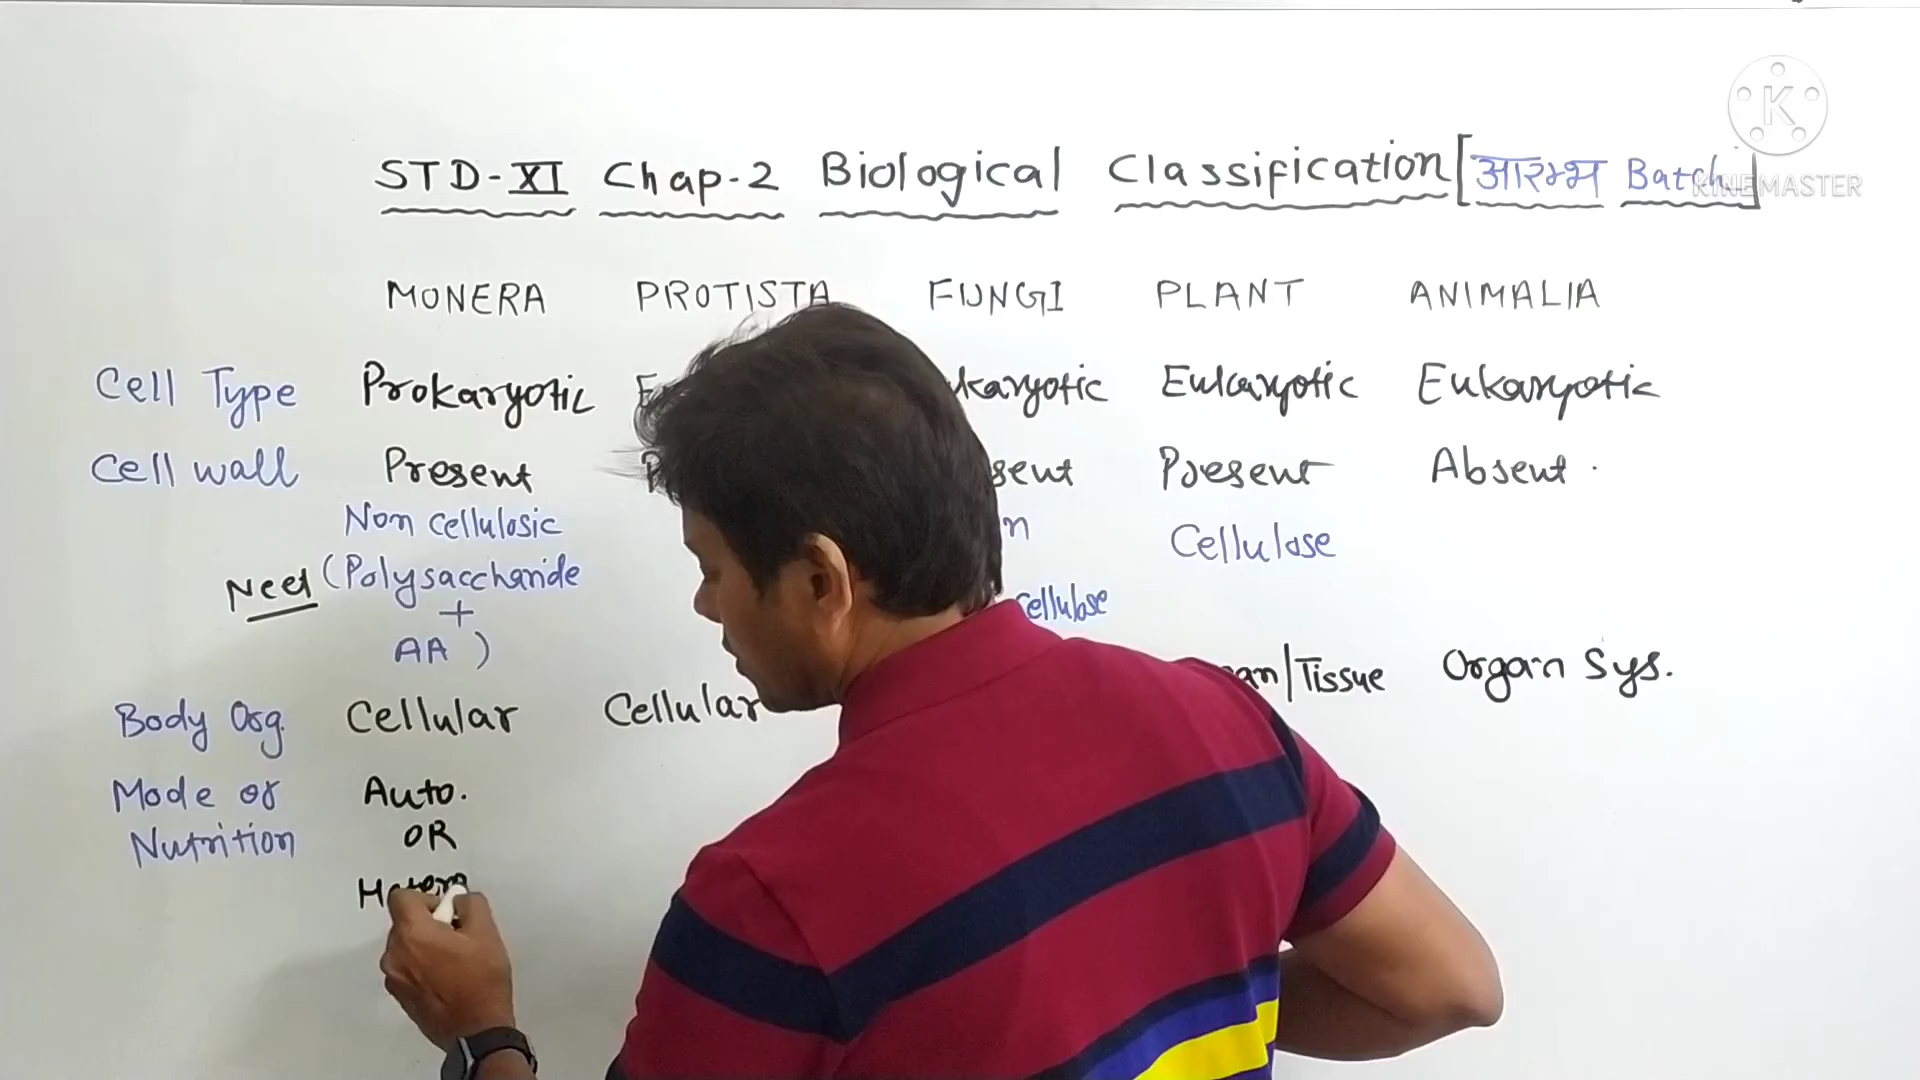 STD-XI Chap-2 Biological Classification [आरम्भ Batch]
KINEMASTER
MONERA PROTISTA FUNGI PLANT ANIMALIA
Cell Type Prokaryotic Eukaryotic Eukaryotic
Cell wall Present Present Absent .
Non cellulosic Cellulose
Neet (Polysaccharide
+
AA )
Body Org. Cellular Cellular Tissue Organ Sys.
Mode of Auto.
Nutrition OR